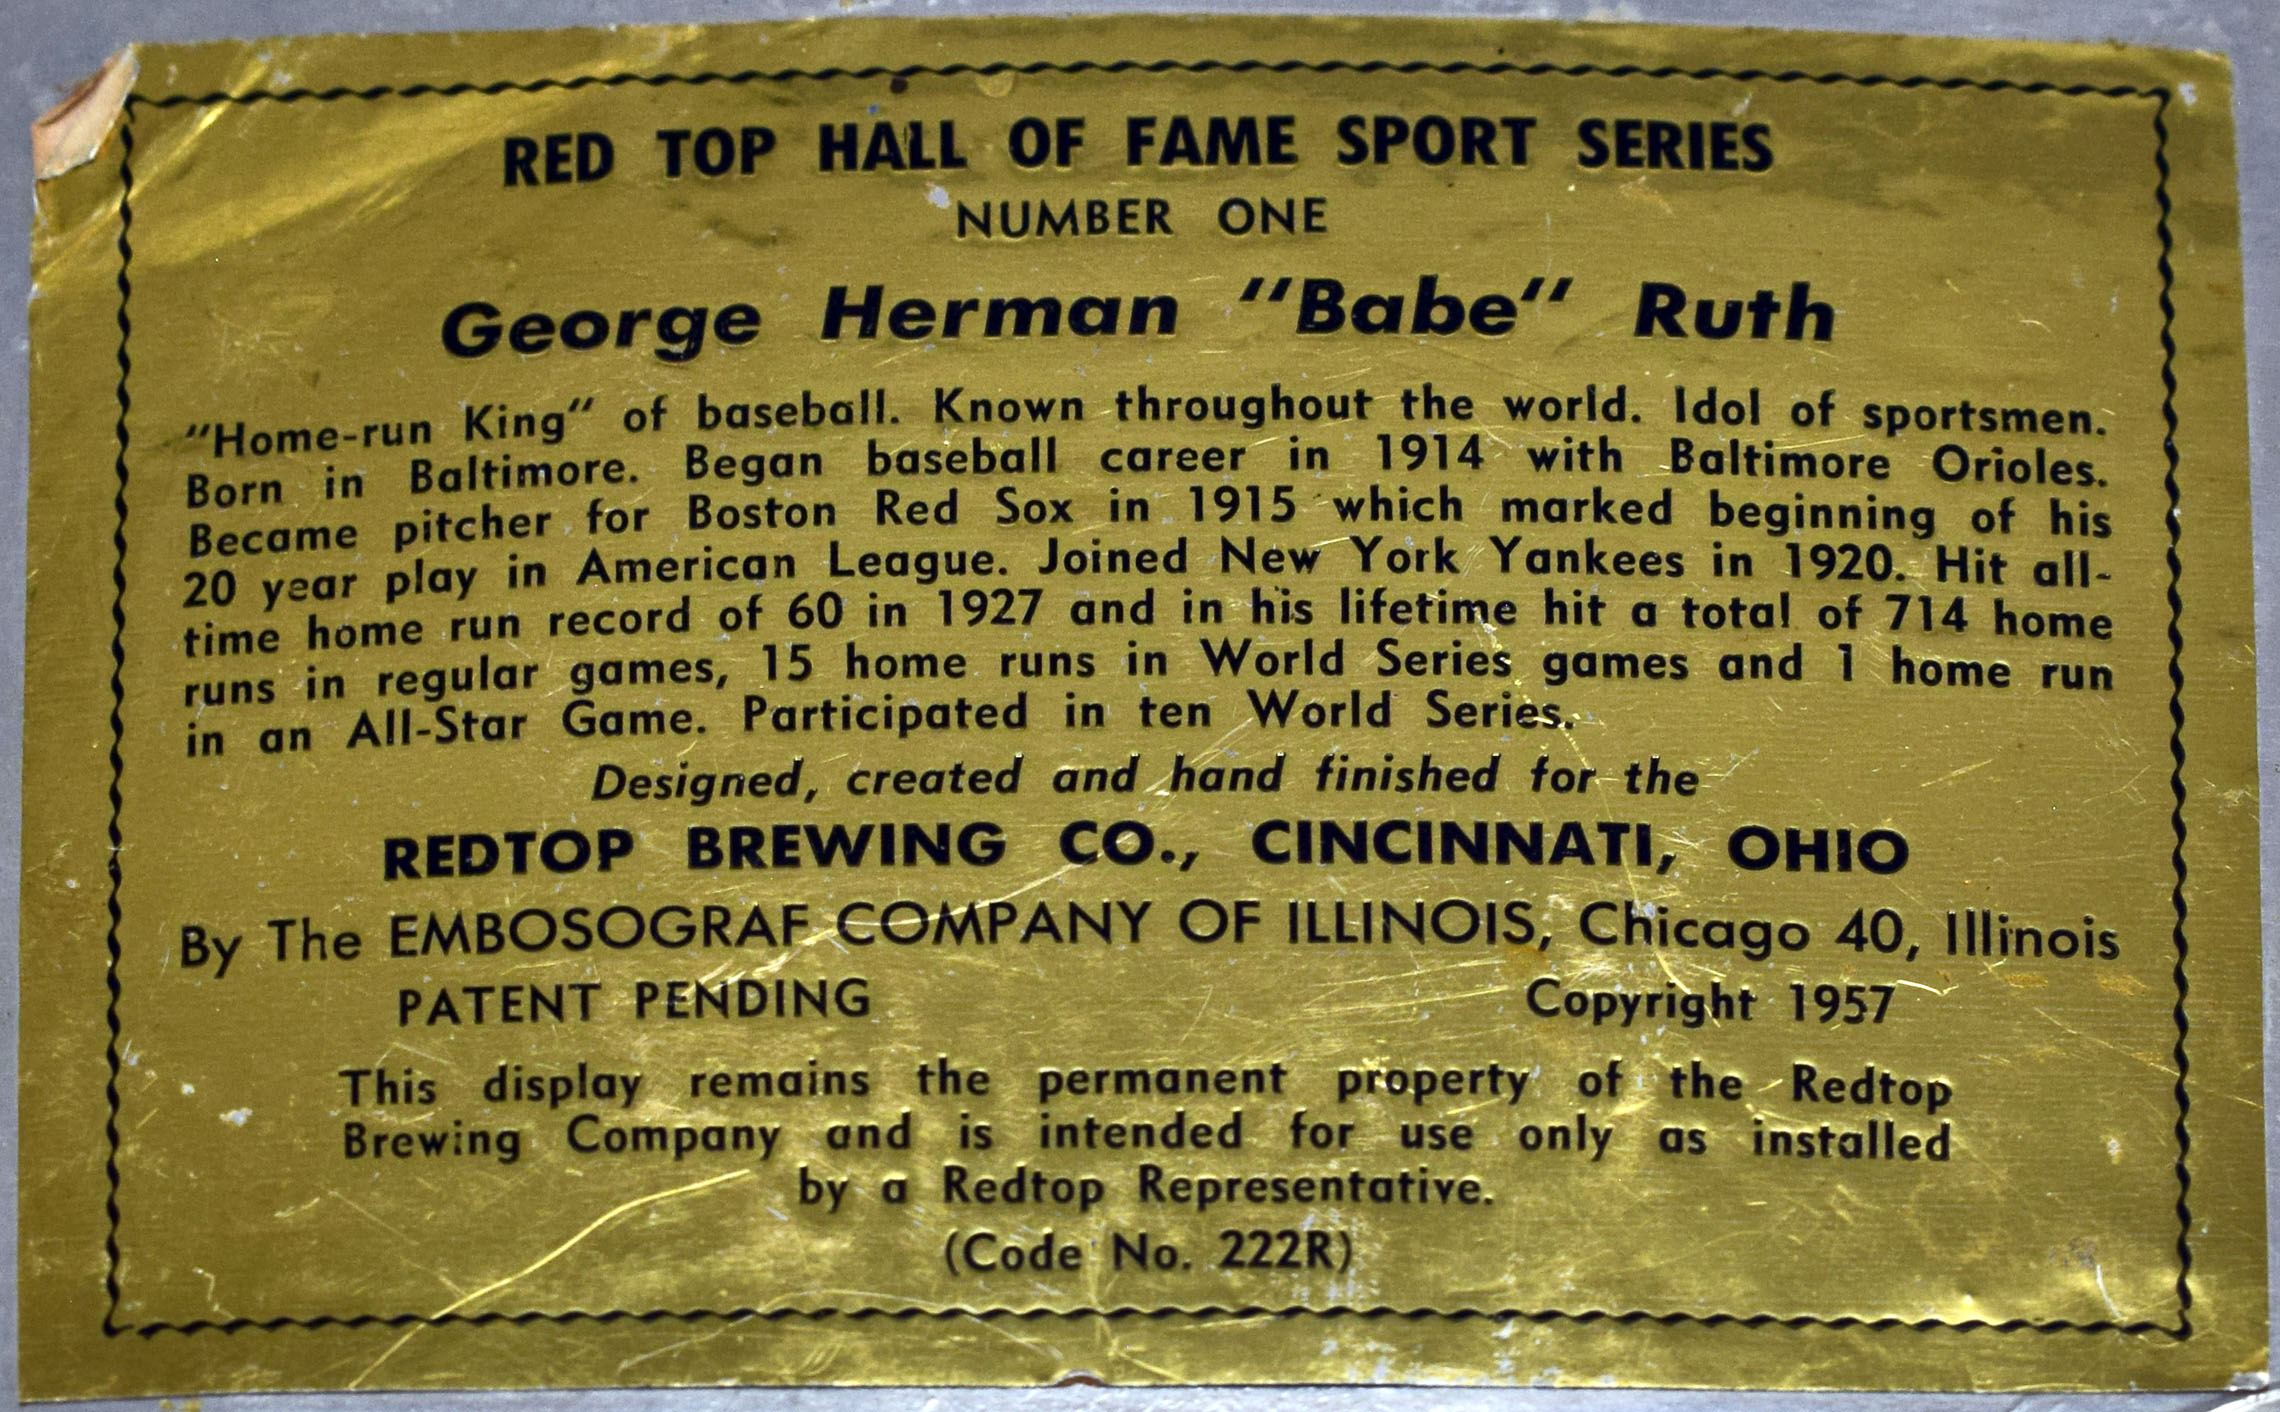 RED TOP HALL OF FAME SPORT SERIES
NUMBER ONE
George Herman "Babe" Ruth
"Home-run King" of baseball. Known throughout the world. Idol of sportsmen.
Born in Baltimore. Began baseball career in 1914 with Baltimore Orioles.
Became pitcher for Boston Red Sox in 1915 which marked beginning of his
20 year play in American League. Joined New York Yankees in 1920. Hit all-
time home run record of 60 in 1927 and in his lifetime hit a total of 714 home
runs in regular games, 15 home runs in World Series games and 1 home run
in an All-Star Game. Participated in ten World Series.
Designed, created and hand finished for the
REDTOP BREWING CO., CINCINNATI, OHIO
By The EMBOSOGRAF COMPANY OF ILLINOIS, Chicago 40, Illinois
PATENT PENDING Copyright 1957
This display remains the permanent property of the Redtop
Brewing Company and is intended for use only as installed
by a Redtop Representative.
(Code No. 222R)